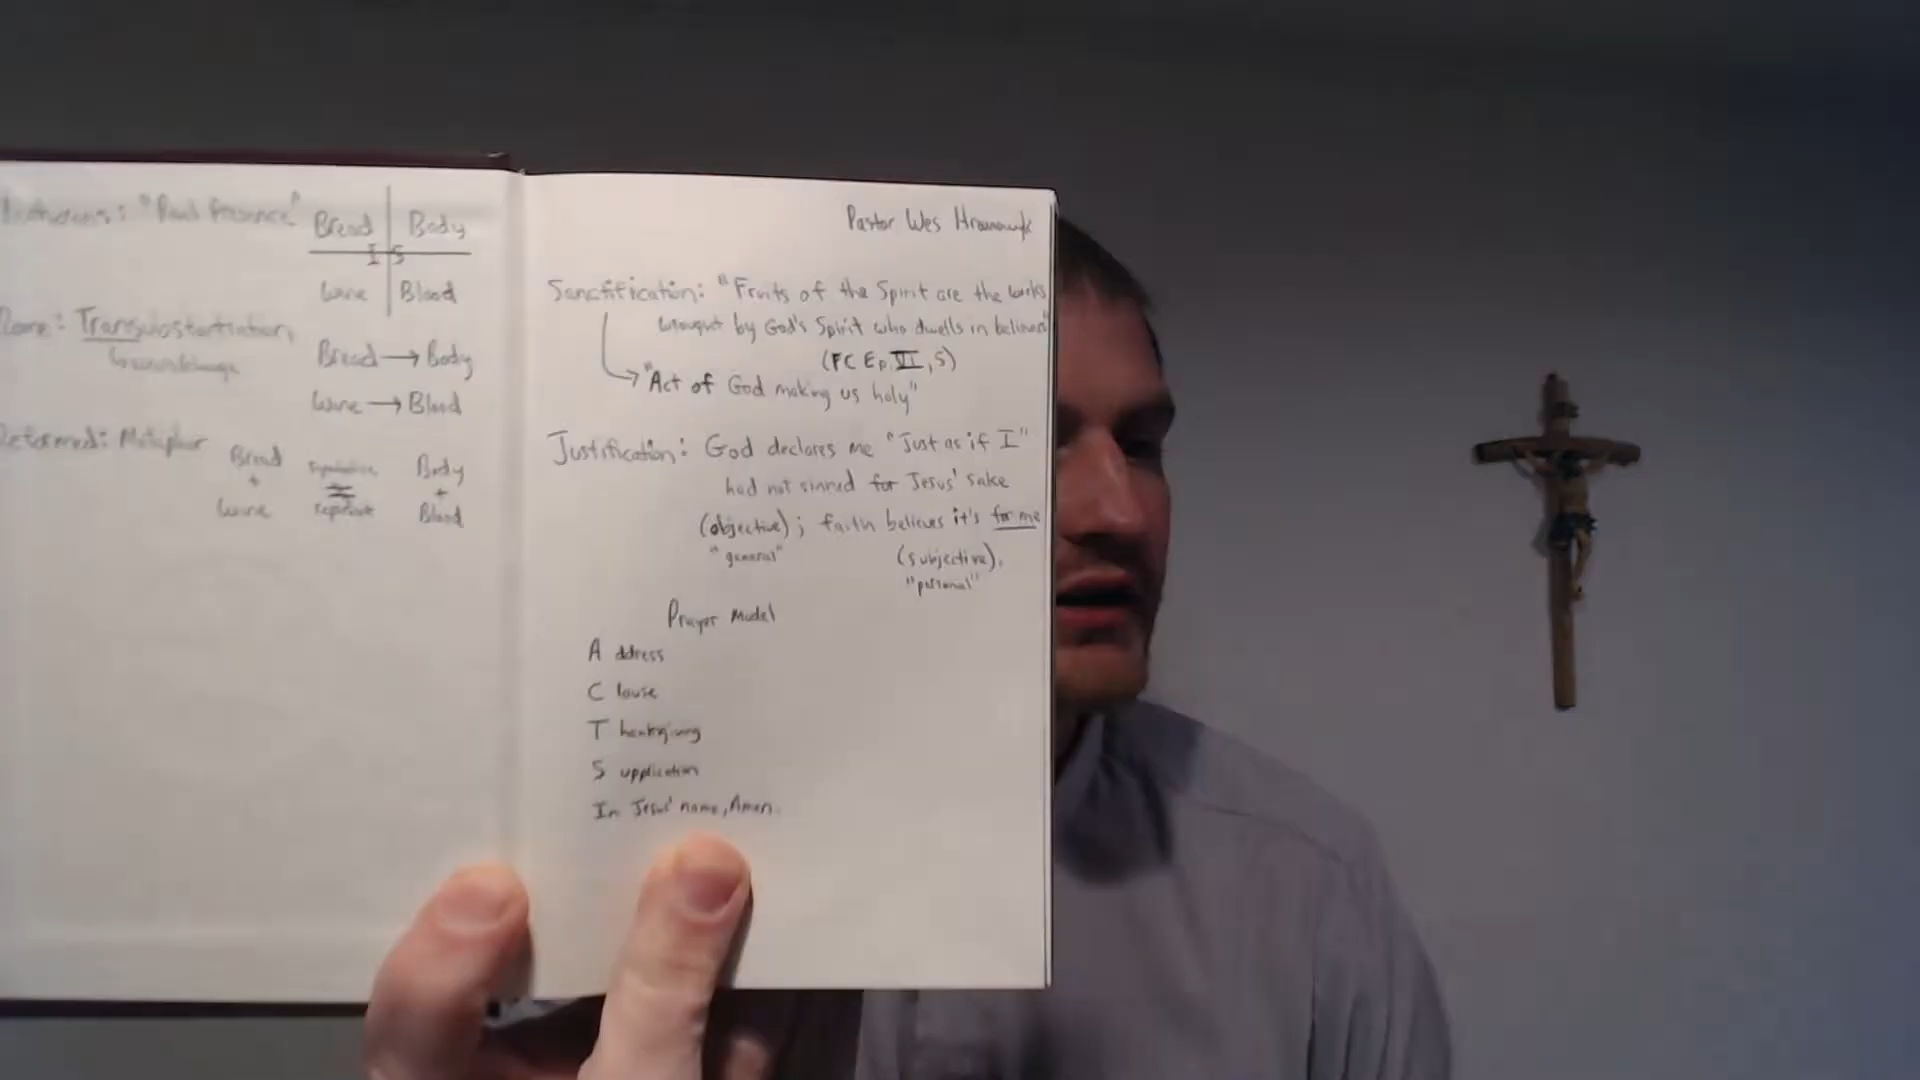 "Real Presence"
Bread | Body
IS
Wine | Blood
Transubstantiation
Bread → Body
Wine → Blood
Reformed: Metaphor
Bread + Wine
represent
Body + Blood
Pastor Wes
Sanctification: "Fruits of the Spirit are the works
wrought by God's Spirit who dwells in believers"
(FC Ep. VI, 5)
"Act of God making us holy"
Justification: God declares me "Just as if I"
had not sinned for Jesus' sake
(objective); faith believes it's for me
"general" (subjective).
"personal"
Prayer Model
A ddress
C lause
T hanksgiving
S upplication
In Jesus' name, Amen.